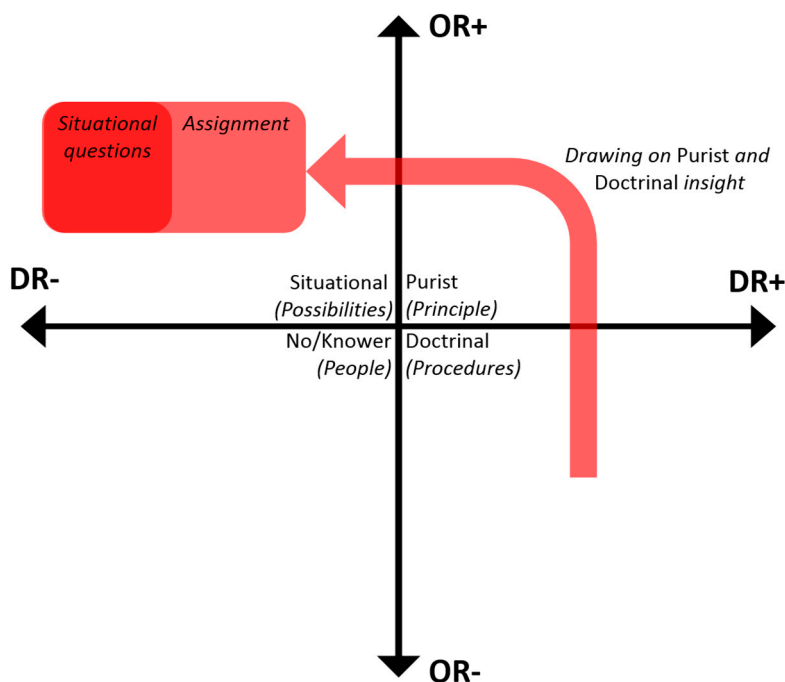 OR+
Situational
questions
Assignment
Drawing on Purist and
Doctrinal insight
DR-
DR+
Situational
(Possibilities)
Purist
(Principle)
No/Knower
(People)
Doctrinal
(Procedures)
OR-